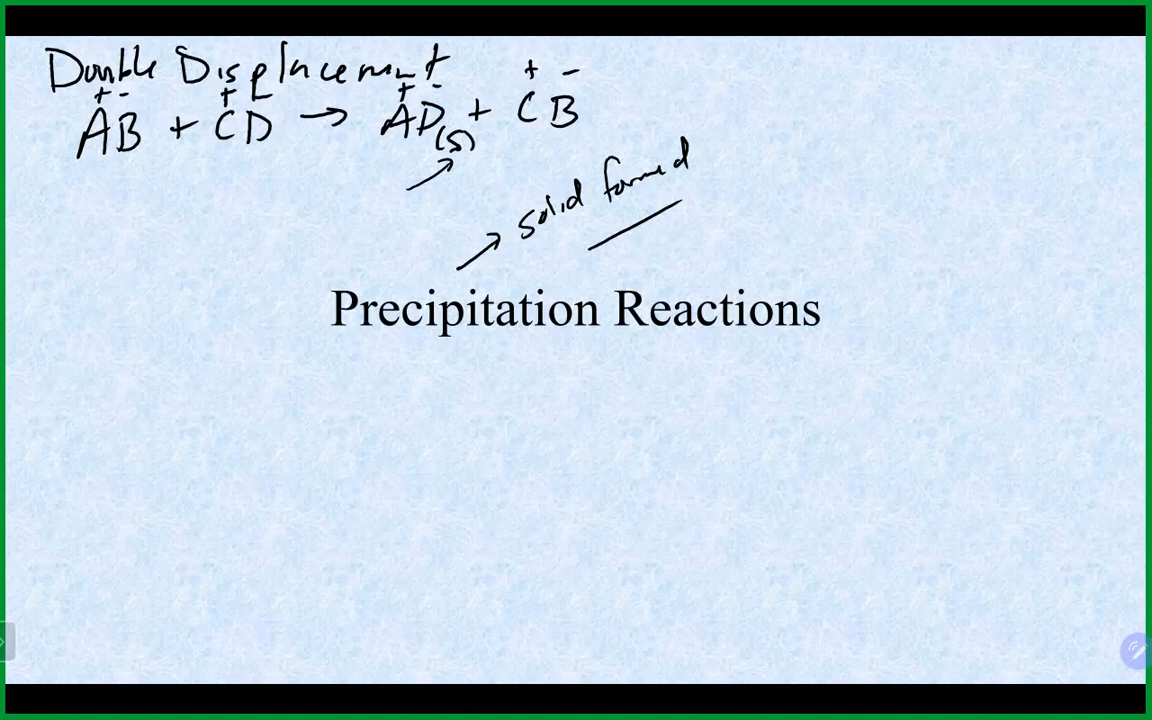 Double Displacement
+ - + - + - + -
AB + CD → AD(s) + CB
→ solid formed
Precipitation Reactions